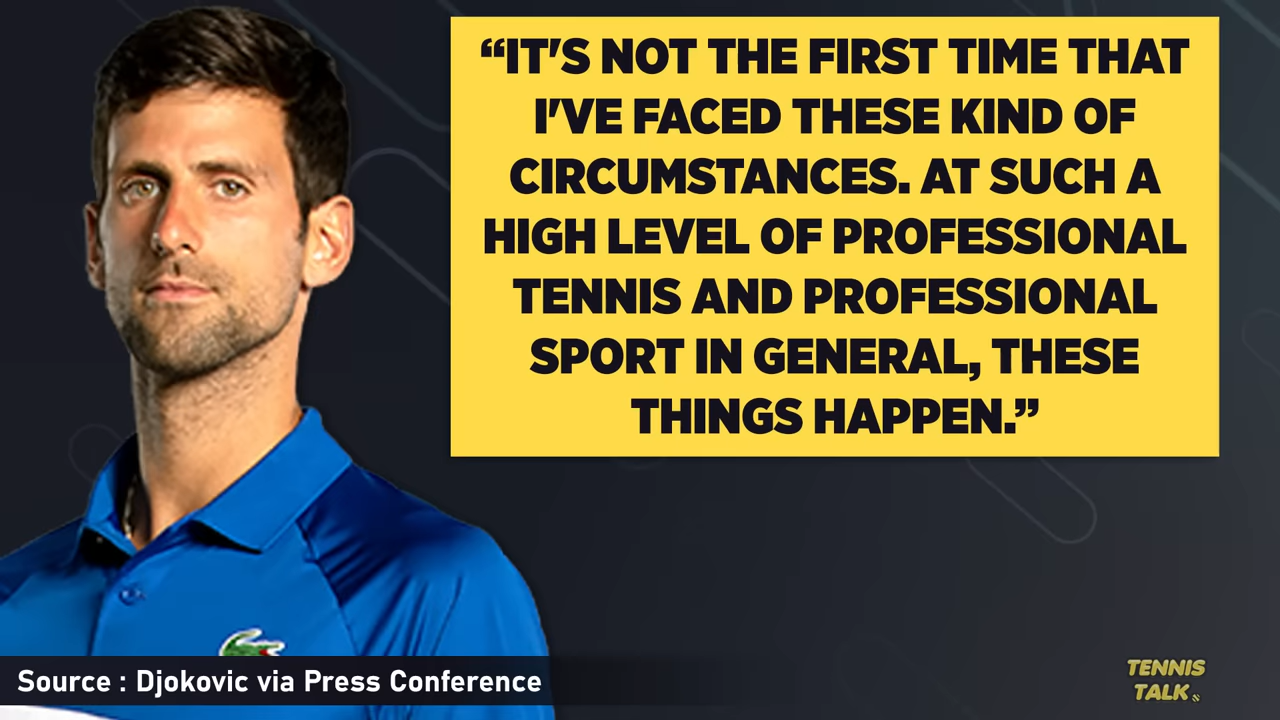 “IT'S NOT THE FIRST TIME THAT
I'VE FACED THESE KIND OF
CIRCUMSTANCES. AT SUCH A
HIGH LEVEL OF PROFESSIONAL
TENNIS AND PROFESSIONAL
SPORT IN GENERAL, THESE
THINGS HAPPEN.”
Source : Djokovic via Press Conference
TENNIS
TALK